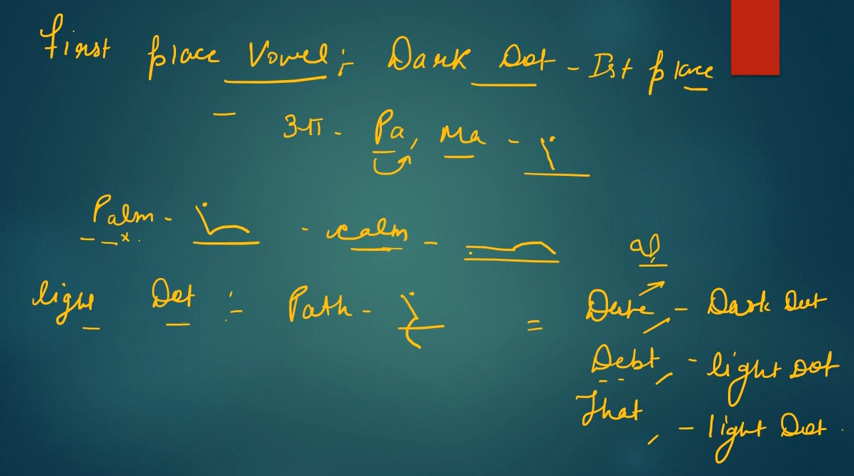 First place Vowel :- Dark Dot - Ist place
- आ - Pa, Ma -
Palm - - calm -
light Dot :- Path - = Date - Dark Dot
Debt - light Dot
That - light Dot